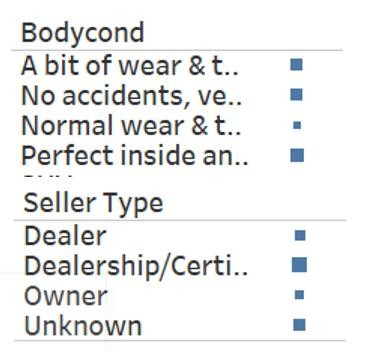 Bodycond
A bit of wear & t..
No accidents, ve..
Normal wear & t..
Perfect inside an..
Seller Type
Dealer
Dealership/Certi..
Owner
Unknown